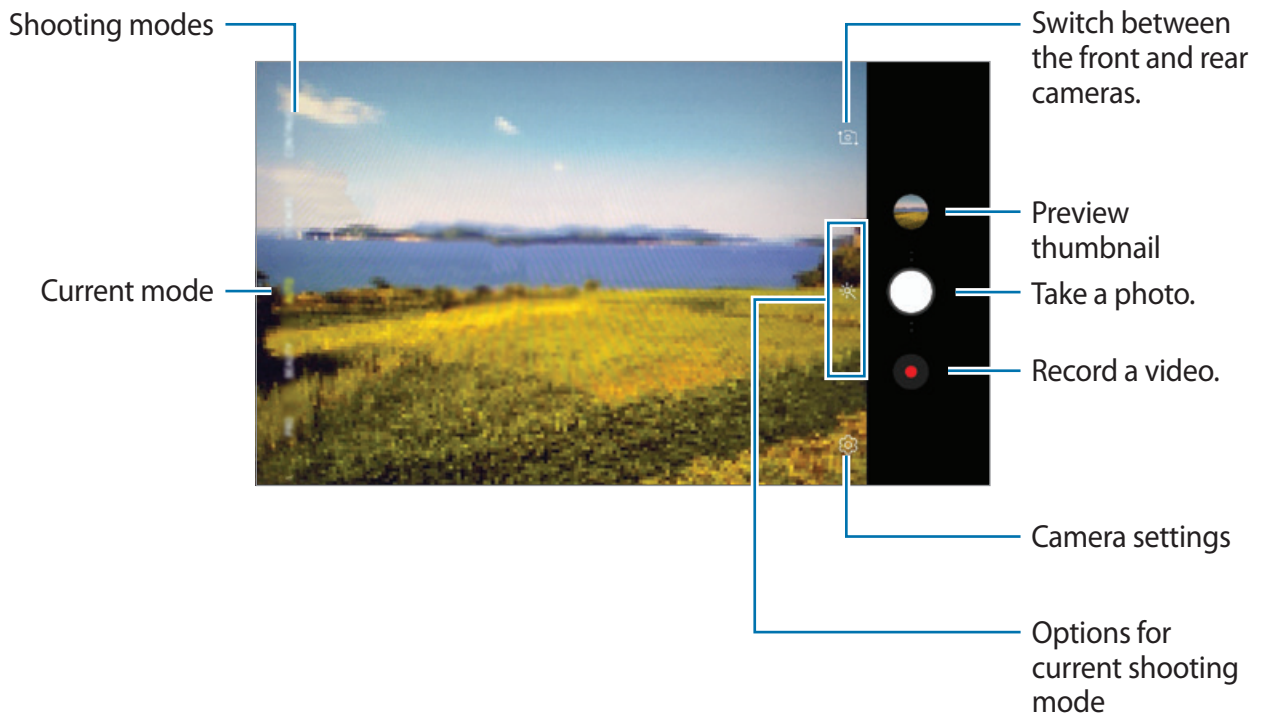 Shooting modes
Switch between
the front and rear
cameras.
Preview
thumbnail
Current mode
Take a photo.
Record a video.
Camera settings
Options for
current shooting
mode